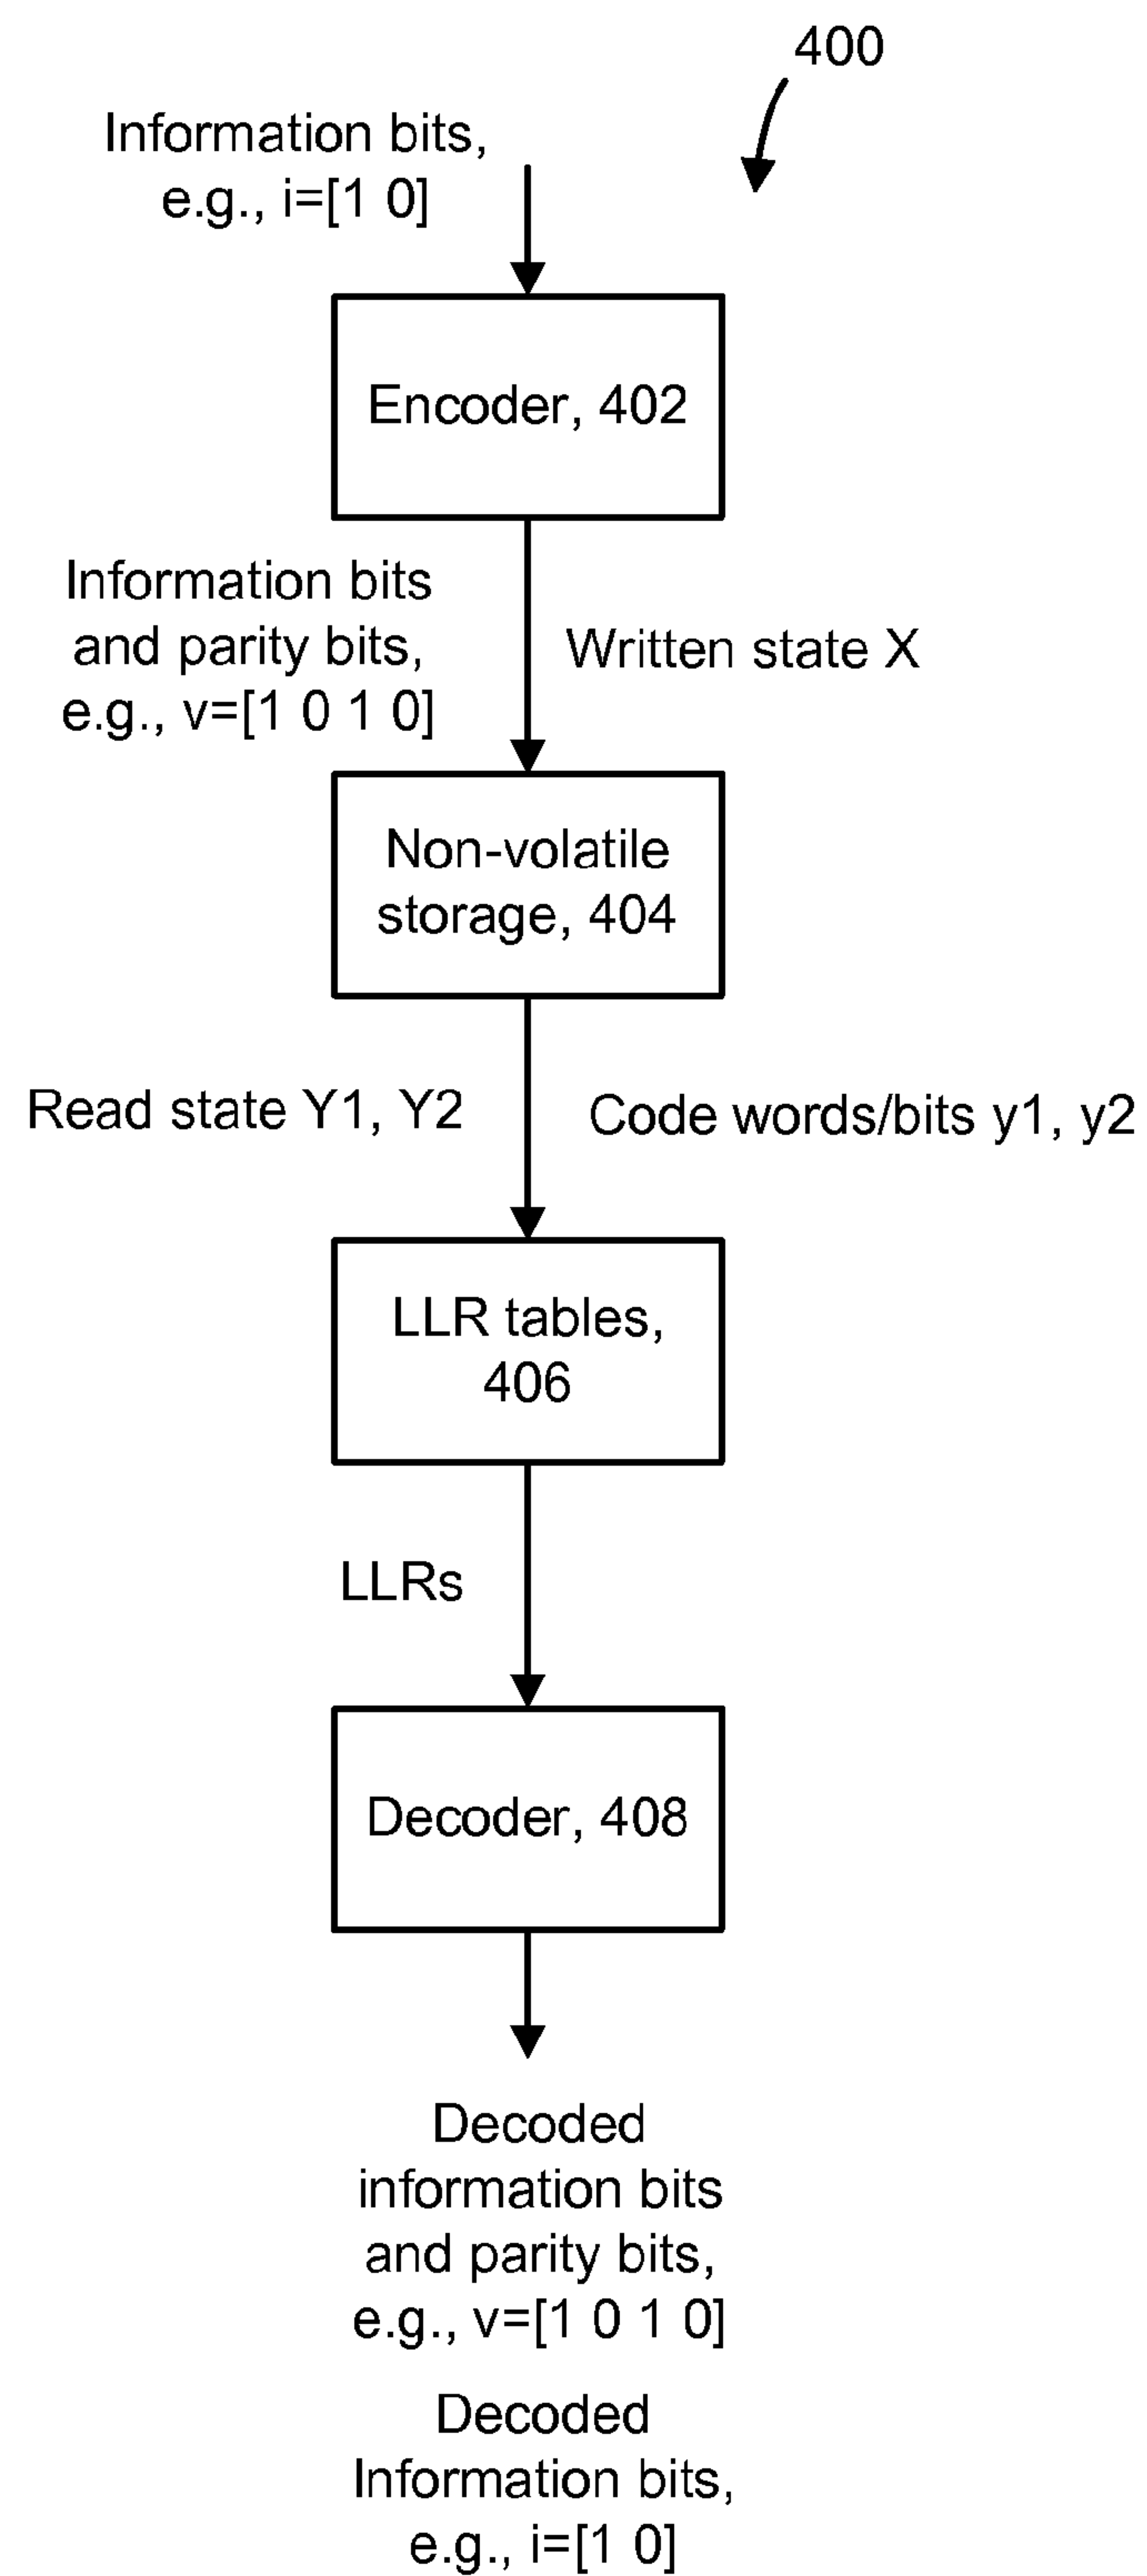 400
Information bits,
e.g., i=[1 0]
Encoder, 402
Information bits
and parity bits,
e.g., v=[1 0 1 0]
Written state X
Non-volatile
storage, 404
Read state Y1, Y2
Code words/bits y1, y2
LLR tables,
406
LLRs
Decoder, 408
Decoded
information bits
and parity bits,
e.g., v=[1 0 1 0]
Decoded
Information bits,
e.g., i=[1 0]